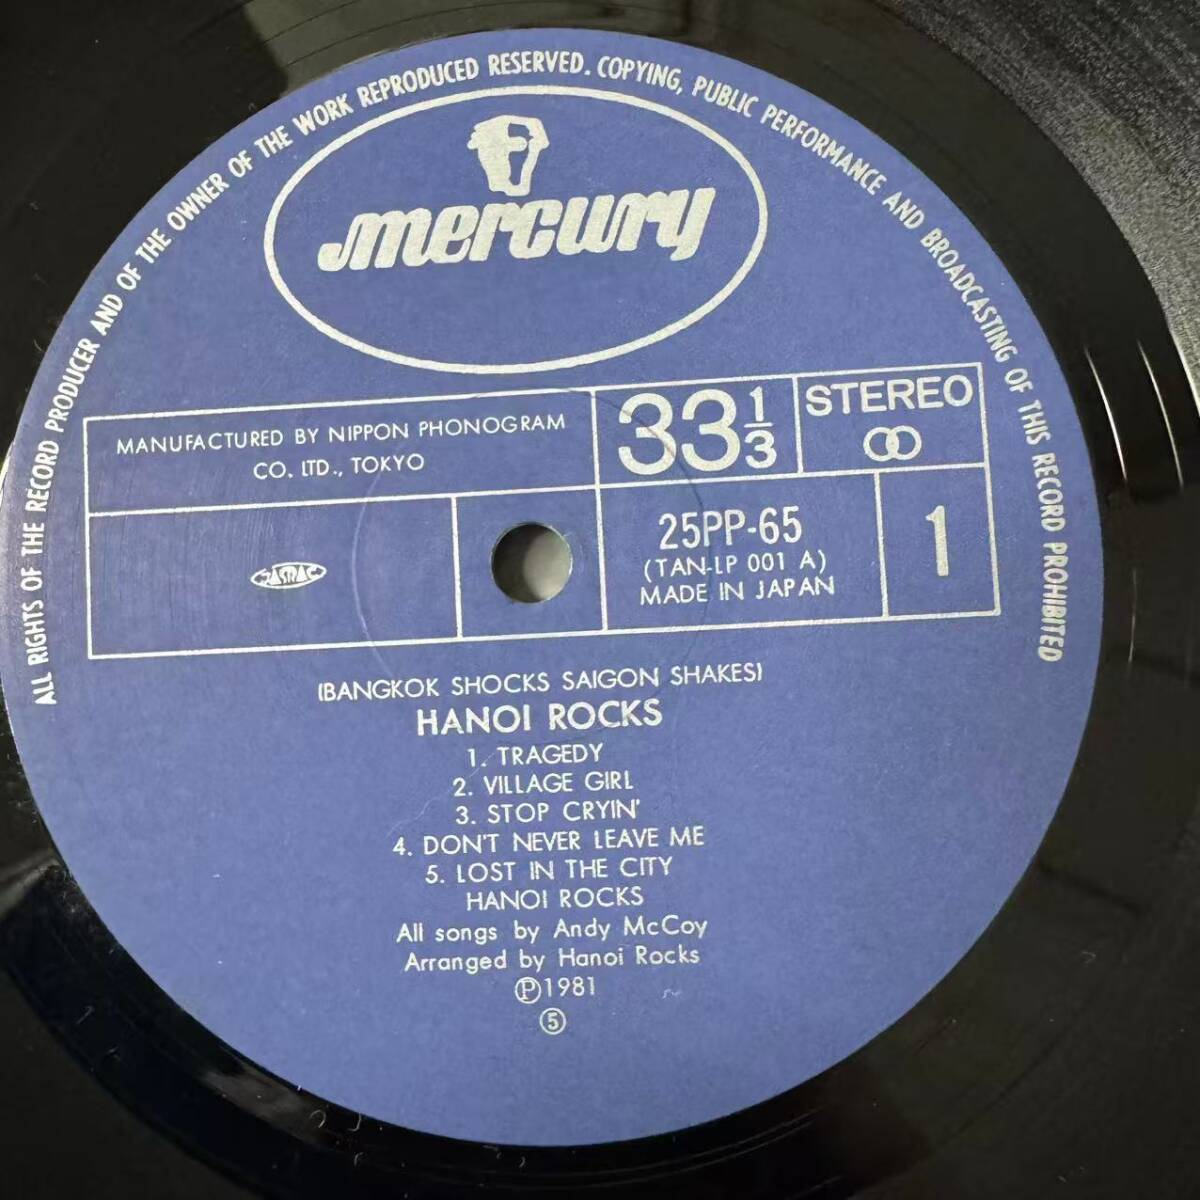 ALL RIGHTS OF THE RECORD PRODUCER AND OF THE OWNER OF THE WORK REPRODUCED RESERVED. COPYING, PUBLIC PERFORMANCE AND BROADCASTING OF THIS RECORD PROHIBITED
mercury
MANUFACTURED BY NIPPON PHONOGRAM
CO. LTD., TOKYO
33 1/3
STEREO
JASRAC
25PP-65
(TAN-LP 001 A)
MADE IN JAPAN
1
(BANGKOK SHOCKS SAIGON SHAKES)
HANOI ROCKS
1. TRAGEDY
2. VILLAGE GIRL
3. STOP CRYIN'
4. DON'T NEVER LEAVE ME
5. LOST IN THE CITY
HANOI ROCKS
All songs by Andy McCoy
Arranged by Hanoi Rocks
Ⓟ1981
⑤